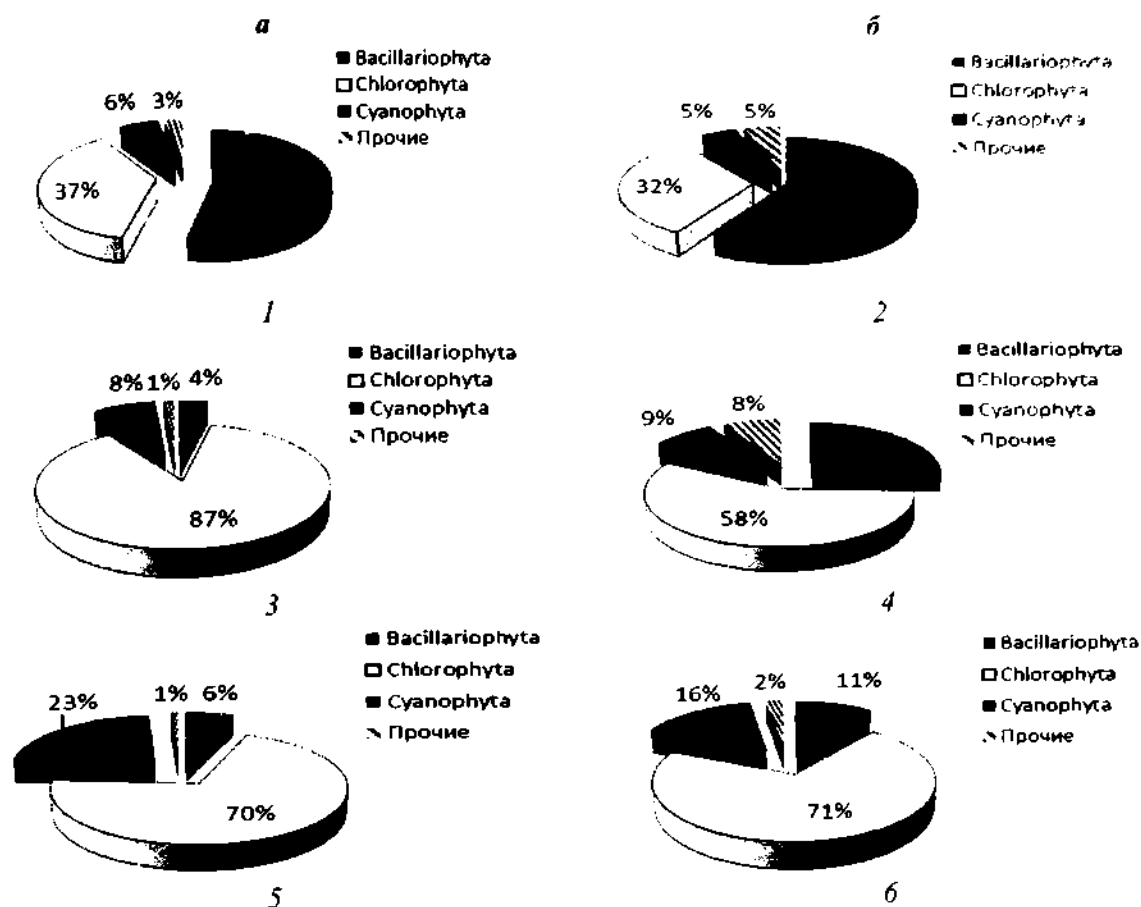 а
Bacillariophyta
Chlorophyta
Cyanophyta
Прочие
6%
3%
37%
1
б
Bacillariophyta
Chlorophyta
Cyanophyta
Прочие
5%
5%
32%
2
Bacillariophyta
Chlorophyta
Cyanophyta
Прочие
8%
1%
4%
87%
3
Bacillariophyta
Chlorophyta
Cyanophyta
Прочие
9%
8%
58%
4
Bacillariophyta
Chlorophyta
Cyanophyta
Прочие
23%
1%
6%
70%
5
Bacillariophyta
Chlorophyta
Cyanophyta
Прочие
16%
2%
11%
71%
6